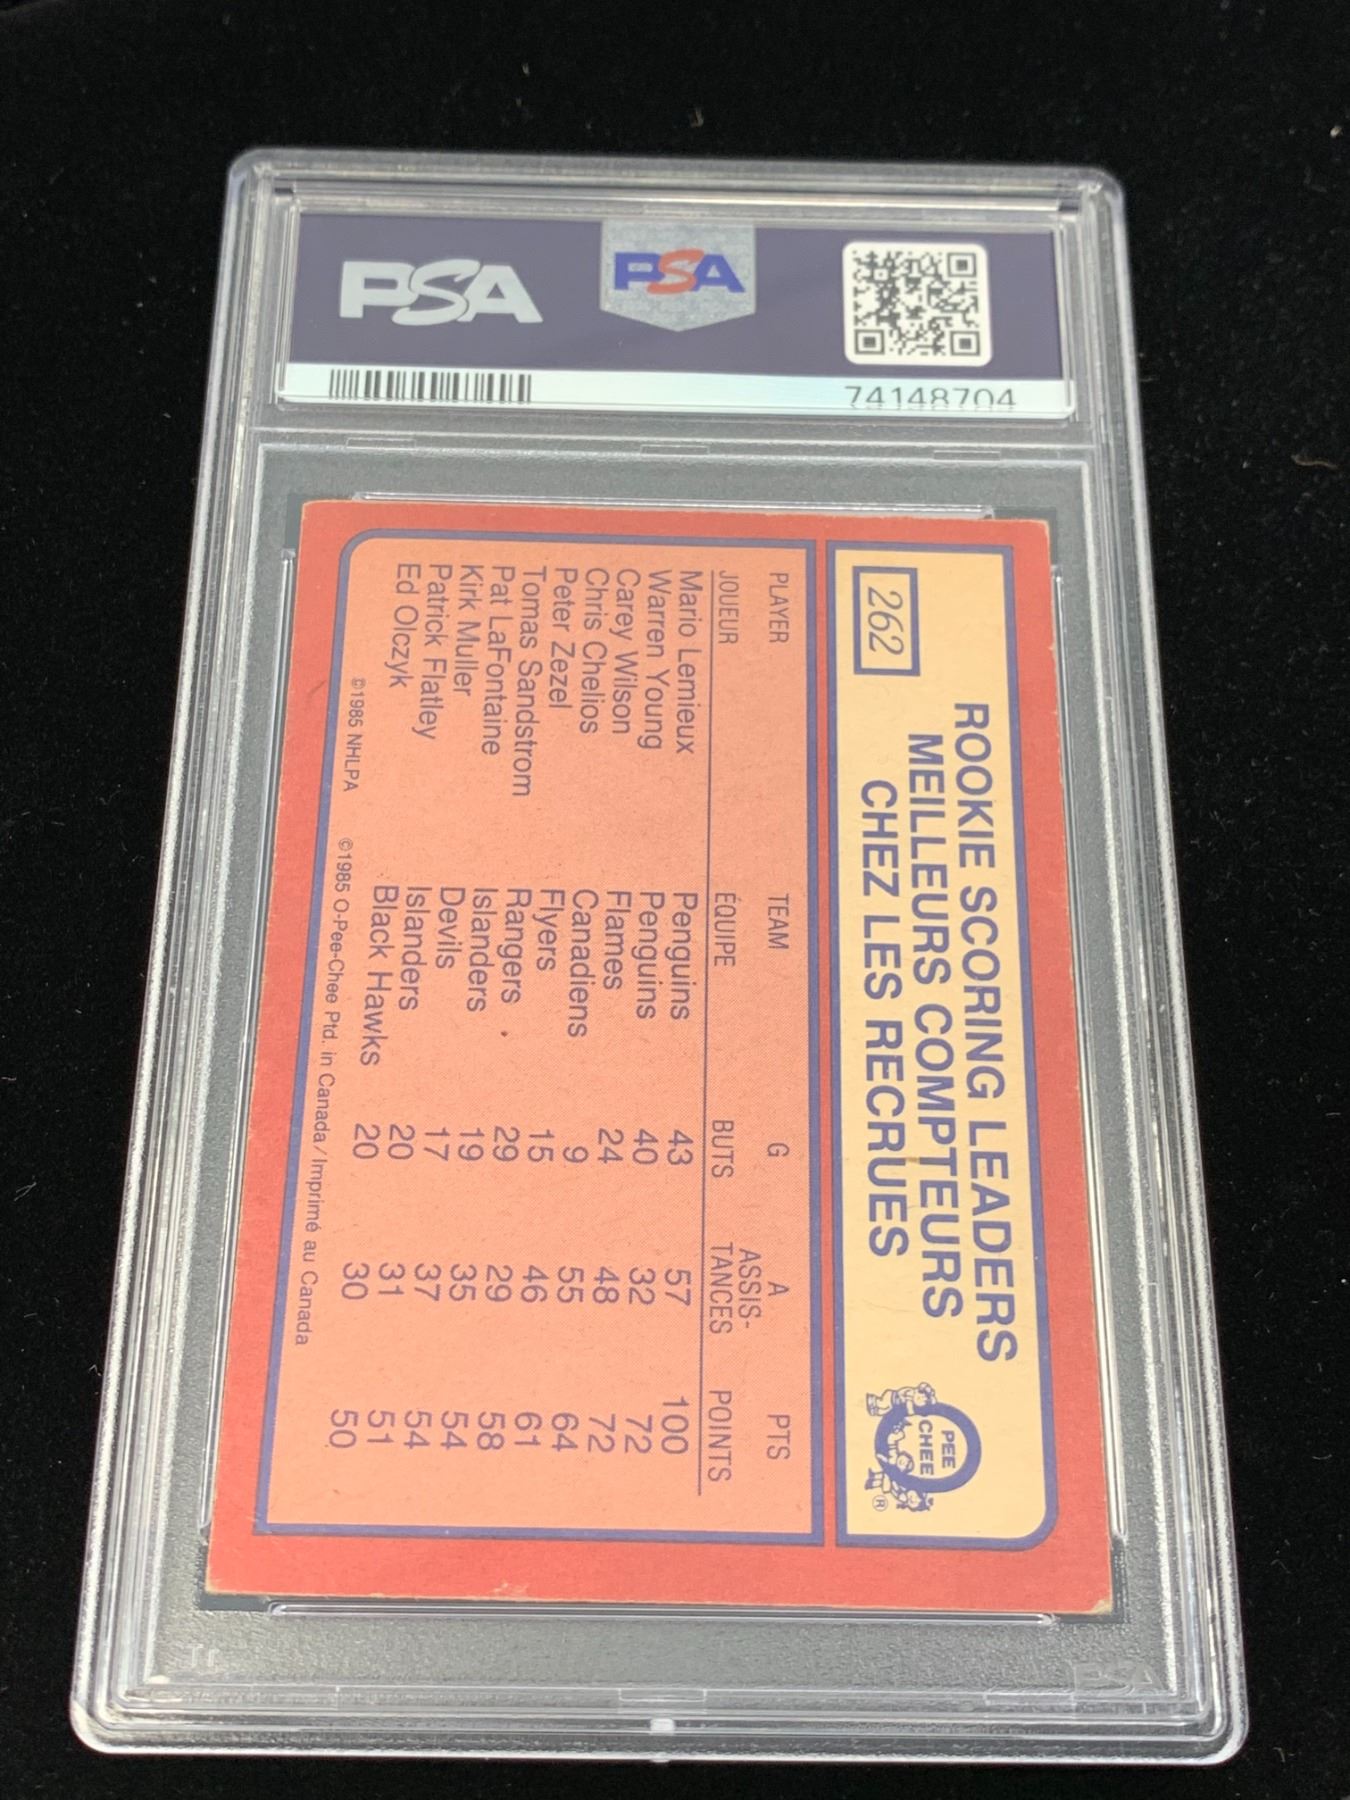 PSA
PSA
74148704
262
ROOKIE SCORING LEADERS
MEILLEURS COMPTEURS
CHEZ LES RECRUES
PEE
CHEE
®
PLAYER TEAM G A PTS
JOUEUR ÉQUIPE BUTS ASSIS-
TANCES POINTS
Mario Lemieux Penguins 43 57 100
Warren Young Penguins 40 32 72
Carey Wilson Flames 24 48 72
Chris Chelios Canadiens 9 55 64
Peter Zezel Flyers 15 46 61
Tomas Sandstrom Rangers 29 29 58
Pat LaFontaine Islanders 19 35 54
Kirk Muller Devils 17 37 54
Patrick Flatley Islanders 20 31 51
Ed Olczyk Black Hawks 20 30 50
©1985 NHLPA ©1985 O-Pee-Chee Ptd. in Canada/Imprimé au Canada
PSA